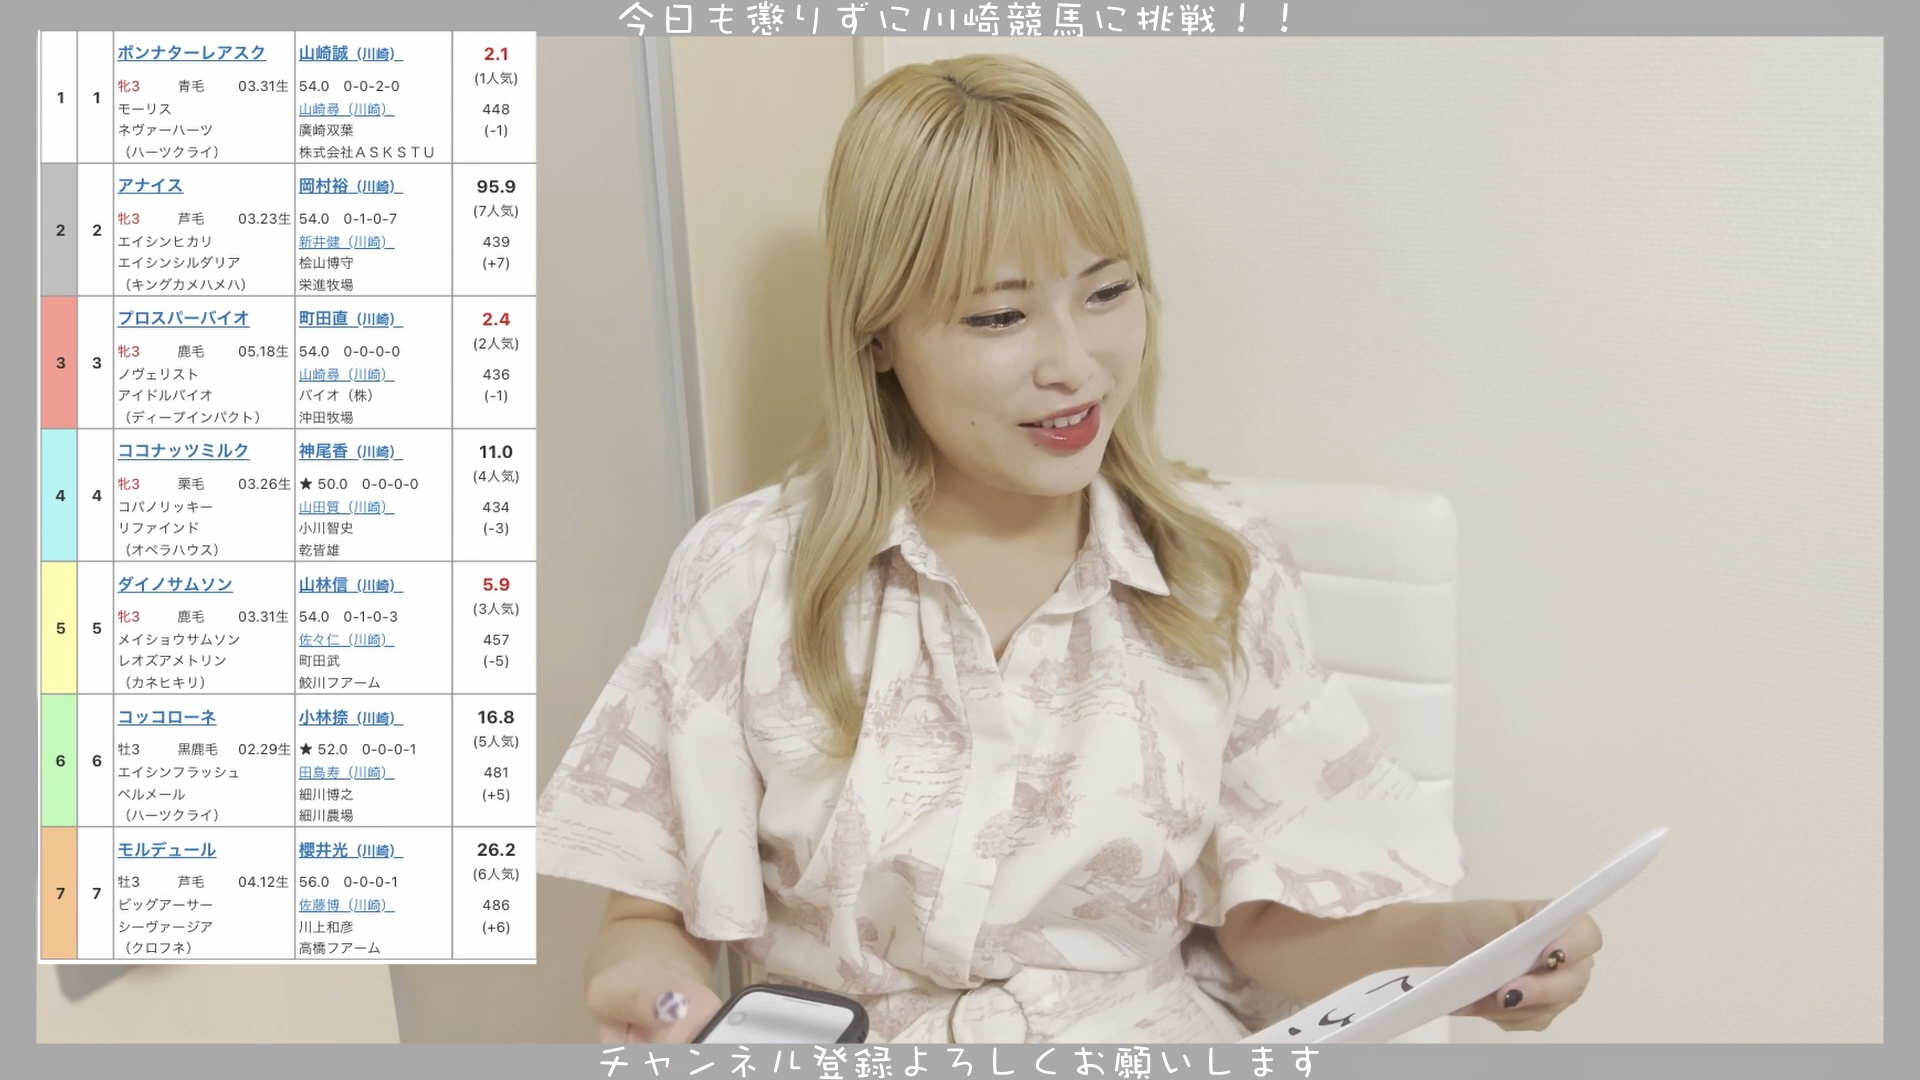 今日も懲りずに川崎競馬に挑戦！！
1 1 ボンナターレアスク 山崎誠（川崎） 2.1
(1人気)
牝3 青毛 03.31生 54.0 0-0-2-0
モーリス 山崎尋（川崎） 448
ネヴァーハーツ 廣崎双葉 (-1)
（ハーツクライ） 株式会社ＡＳＫＳＴＵ
2 2 アナイス 岡村裕（川崎） 95.9
(7人気)
牝3 芦毛 03.23生 54.0 0-1-0-7
エイシンヒカリ 新井健（川崎） 439
エイシンシルダリア 桧山博守 (+7)
（キングカメハメハ） 栄進牧場
3 3 プロスパーバイオ 町田直（川崎） 2.4
(2人気)
牝3 鹿毛 05.18生 54.0 0-0-0-0
ノヴェリスト 山崎尋（川崎） 436
アイドルバイオ バイオ（株） (-1)
（ディープインパクト） 沖田牧場
4 4 ココナッツミルク 神尾香（川崎） 11.0
(4人気)
牝3 栗毛 03.26生 ★ 50.0 0-0-0-0
コパノリッキー 山田質（川崎） 434
リファインド 小川智史 (-3)
（オペラハウス） 乾皆雄
5 5 ダイノサムソン 山林信（川崎） 5.9
(3人気)
牝3 鹿毛 03.31生 54.0 0-1-0-3
メイショウサムソン 佐々仁（川崎） 457
レオズアメトリン 町田武 (-5)
（カネヒキリ） 鮫川フアーム
6 6 コッコローネ 小林捺（川崎） 16.8
(5人気)
牡3 黒鹿毛 02.29生 ★ 52.0 0-0-0-1
エイシンフラッシュ 田島寿（川崎） 481
ベルメール 細川博之 (+5)
（ハーツクライ） 細川農場
7 7 モルデュール 櫻井光（川崎） 26.2
(6人気)
牡3 芦毛 04.12生 56.0 0-0-0-1
ビッグアーサー 佐藤博（川崎） 486
シーヴァージア 川上和彦 (+6)
（クロフネ） 高橋フアーム
チャンネル登録よろしくお願いします